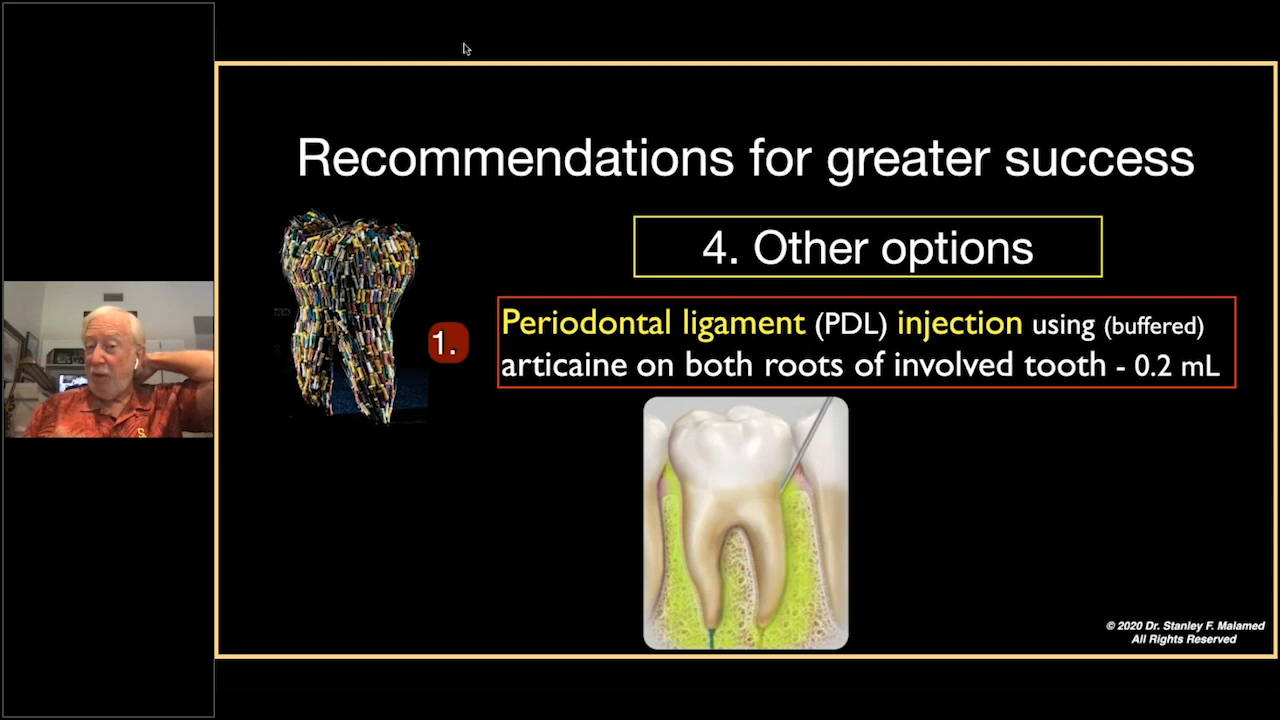 Recommendations for greater success
4. Other options
1.
Periodontal ligament (PDL) injection using (buffered)
articaine on both roots of involved tooth - 0.2 mL
© 2020 Dr. Stanley F. Malamed
All Rights Reserved